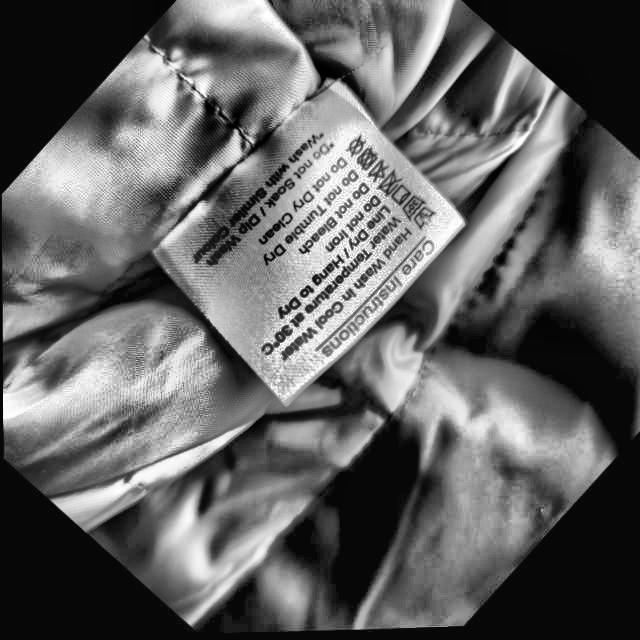 Care Instructions
Hand Wash in Cool Water
Water Temperature at 30°C
Line Dry/ Hang to Dry
Do not Iron
Do not Bleach
Do not Tumble Dry
Do not Dry Clean
*Do not Soak/ Dip Wash
*Wash with Similar Colour